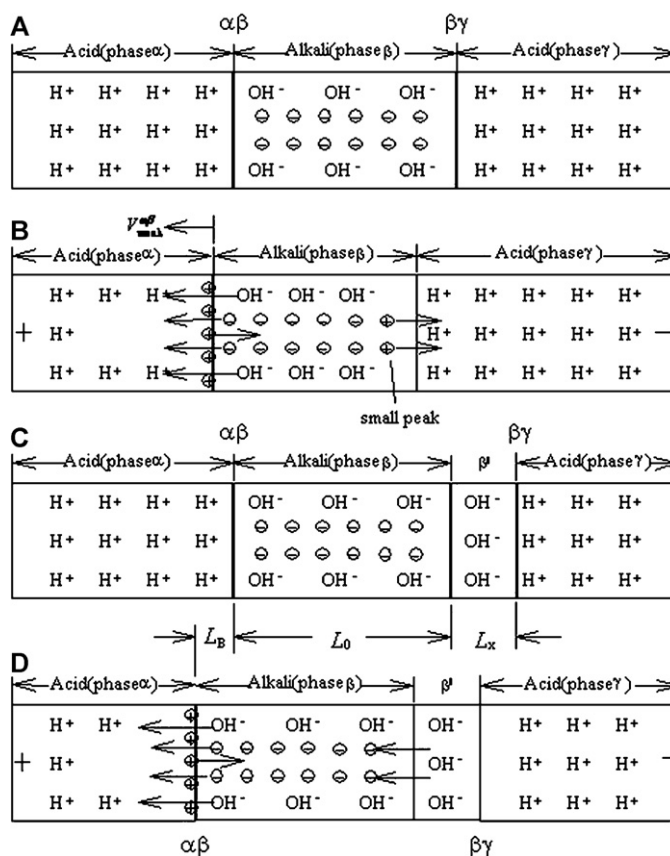 A αβ βγ
Acid(phaseα) Alkali(phaseβ) Acid(phaseγ)
H+ H+ H+ H+ OH- OH- OH- H+ H+ H+ H+
⊖ ⊖ ⊖ ⊖ ⊖ ⊖
H+ H+ H+ H+ H+ H+ H+ H+
⊖ ⊖ ⊖ ⊖ ⊖ ⊖
H+ H+ H+ H+ OH- OH- OH- H+ H+ H+ H+
B
Acid(phaseα) Alkali(phaseβ) Acid(phaseγ)
⊕
H+ H+ H OH- OH- OH- H+ H+ H+ H+
⊕ ⊖ ⊖ ⊖ ⊖ ⊖ ⊕
+ H+ ⊕ H+ H+ H+ H+ −
⊕ ⊖ ⊖ ⊖ ⊖ ⊖ ⊕
H+ H+ H OH- OH- OH- H+ H+ H+ H+
⊕
small peak
C αβ βγ
Acid(phaseα) Alkali(phaseβ) β' Acid(phaseγ)
H+ H+ H+ H+ OH- OH- OH- OH- H+ H+ H+
⊖ ⊖ ⊖ ⊖ ⊖ ⊖
H+ H+ H+ H+ OH- H+ H+ H+
⊖ ⊖ ⊖ ⊖ ⊖ ⊖
H+ H+ H+ H+ OH- OH- OH- OH- H+ H+ H+
LB L0 Lx
D
Acid(phaseα) Alkali(phaseβ) β' Acid(phaseγ)
⊕
H+ H+ OH- OH- OH- OH- H+ H+ H+
⊕ ⊖ ⊖ ⊖ ⊖ ⊖ ⊖
+ H+ ⊕ OH- H+ H+ H+ −
⊕ ⊖ ⊖ ⊖ ⊖ ⊖ ⊖
H+ H+ OH- OH- OH- OH- H+ H+ H+
⊕
αβ βγ